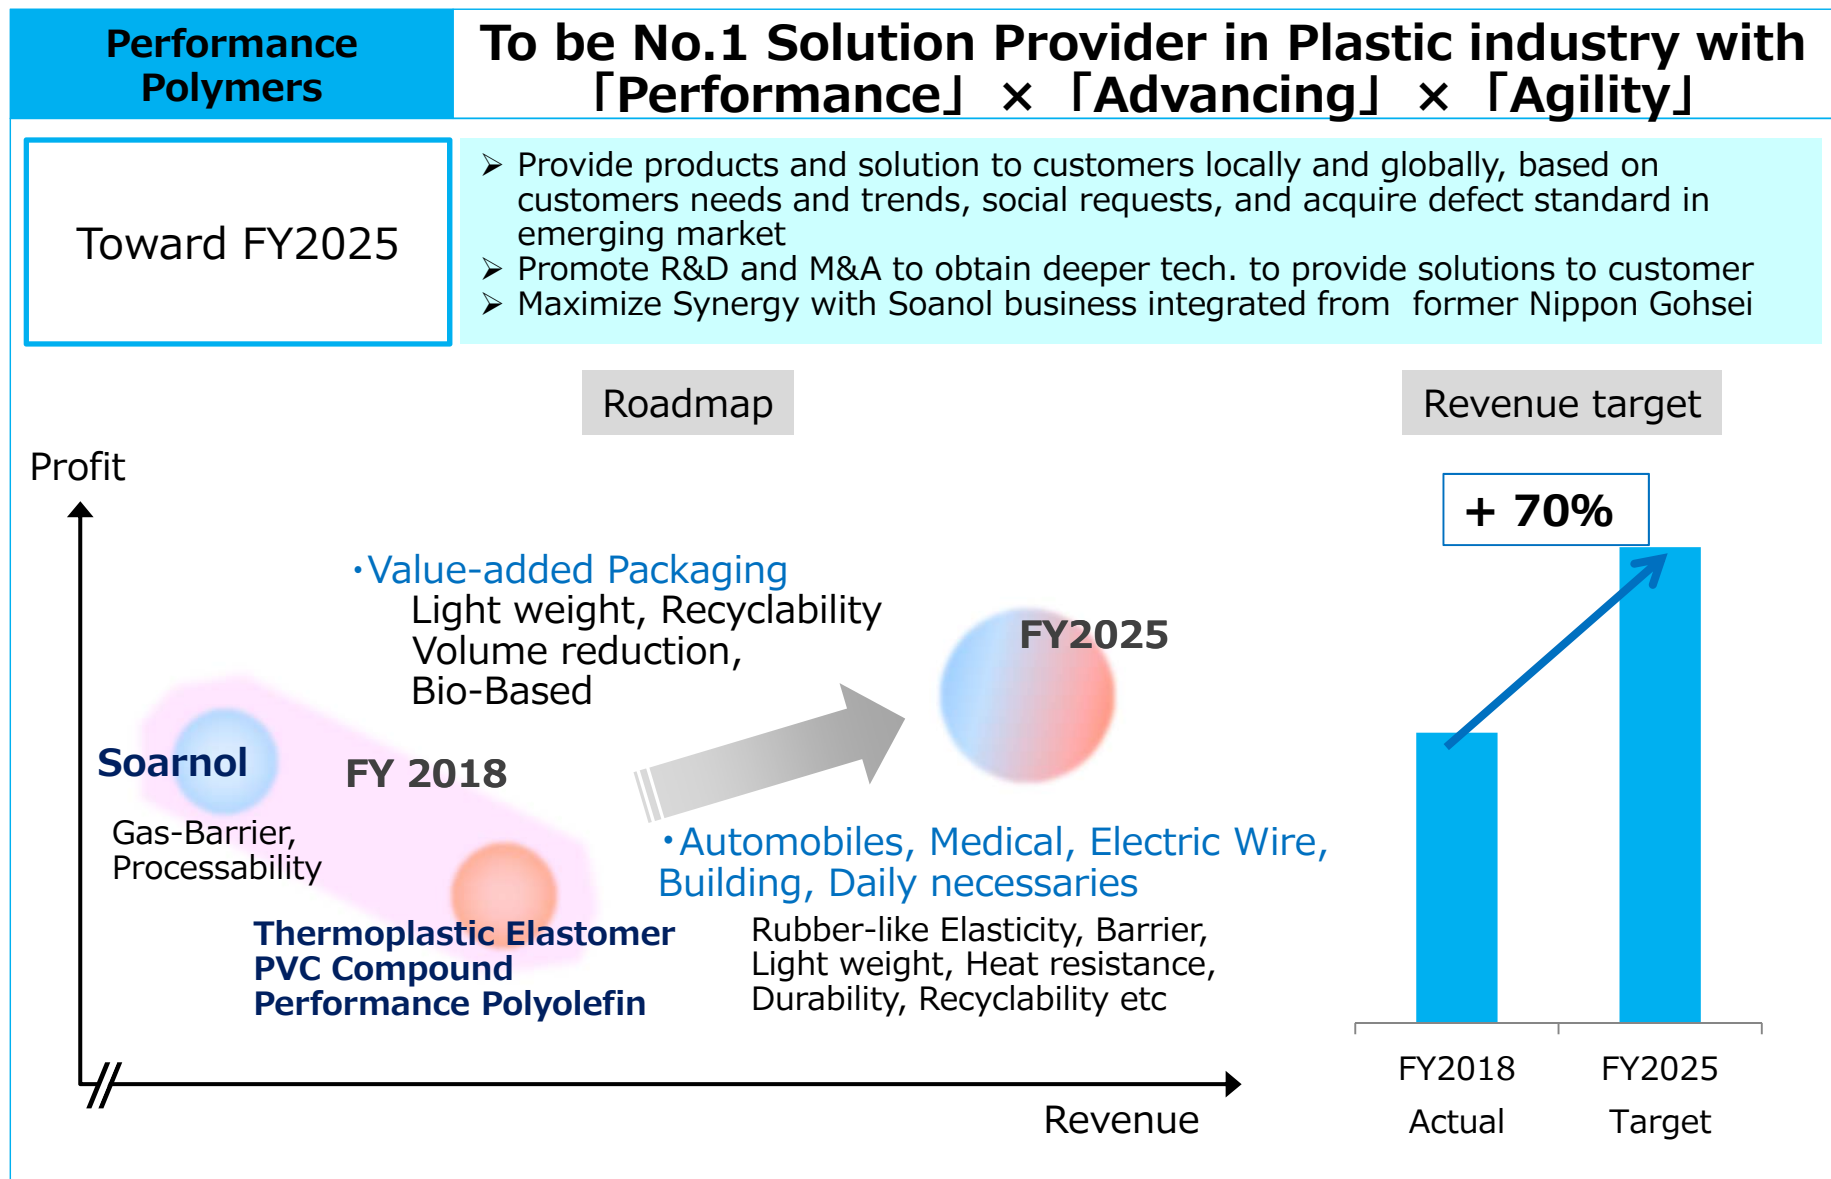 Performance
Polymers
To be No.1 Solution Provider in Plastic industry with
「Performance」 × 「Advancing」 × 「Agility」
Toward FY2025
➢ Provide products and solution to customers locally and globally, based on
customers needs and trends, social requests, and acquire defect standard in
emerging market
➢ Promote R&D and M&A to obtain deeper tech. to provide solutions to customer
➢ Maximize Synergy with Soanol business integrated from former Nippon Gohsei
Roadmap
Profit
・Value-added Packaging
Light weight, Recyclability
Volume reduction,
Bio-Based
FY2025
Soarnol
FY 2018
Gas-Barrier,
Processability
・Automobiles, Medical, Electric Wire,
Building, Daily necessaries
Thermoplastic Elastomer
PVC Compound
Performance Polyolefin
Rubber-like Elasticity, Barrier,
Light weight, Heat resistance,
Durability, Recyclability etc
Revenue
Revenue target
+ 70%
FY2018
Actual
FY2025
Target